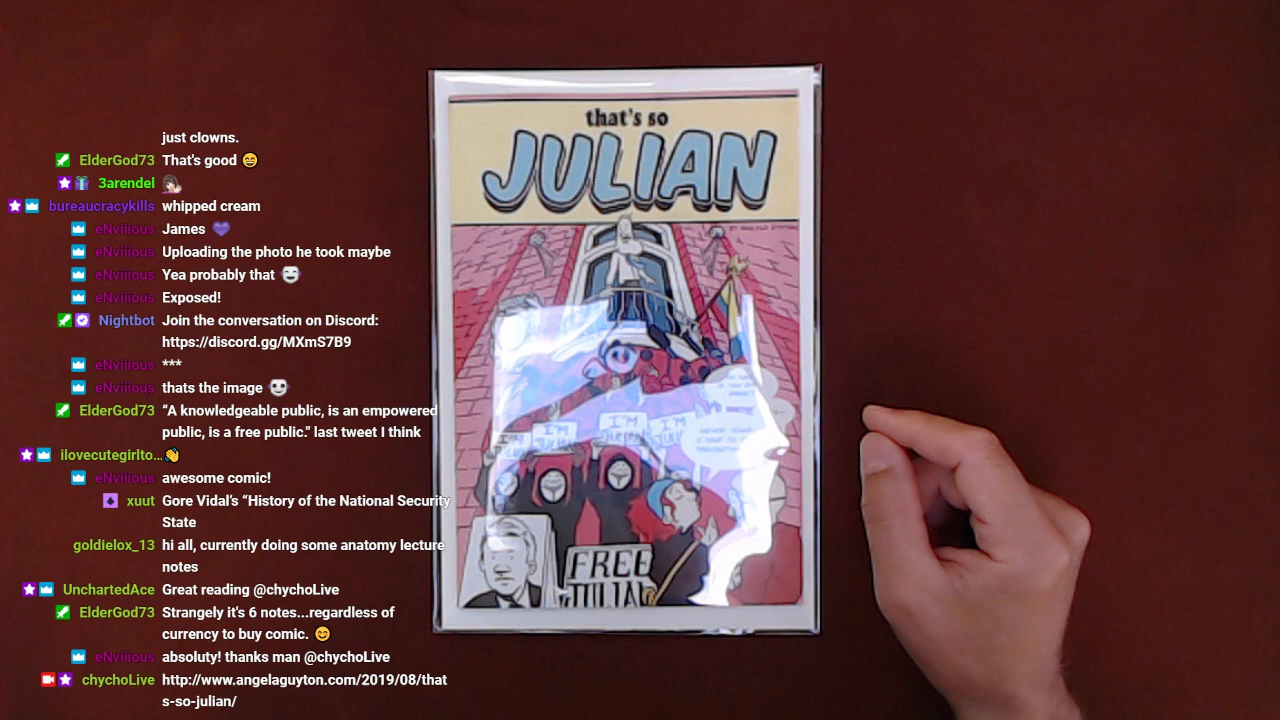 just clowns.
ElderGod73 That's good
3arendel
bureaucracykills whipped cream
eNviiious James
eNviiious Uploading the photo he took maybe
eNviiious Yea probably that
eNviiious Exposed!
Nightbot Join the conversation on Discord:
https://discord.gg/MXmS7B9
eNviiious ***
eNviiious thats the image
ElderGod73 “A knowledgeable public, is an empowered
public, is a free public." last tweet I think
ilovecutegirlto...
eNviiious awesome comic!
xuut Gore Vidal’s “History of the National Security
State
goldielox_13 hi all, currently doing some anatomy lecture
notes
UnchartedAce Great reading @chychoLive
ElderGod73 Strangely it's 6 notes...regardless of
currency to buy comic.
eNviiious absoluty! thanks man @chychoLive
chychoLive http://www.angelaguyton.com/2019/08/that
s-so-julian/
that's so
JULIAN
I'M
I'M
I'M
FREE
JULIAN